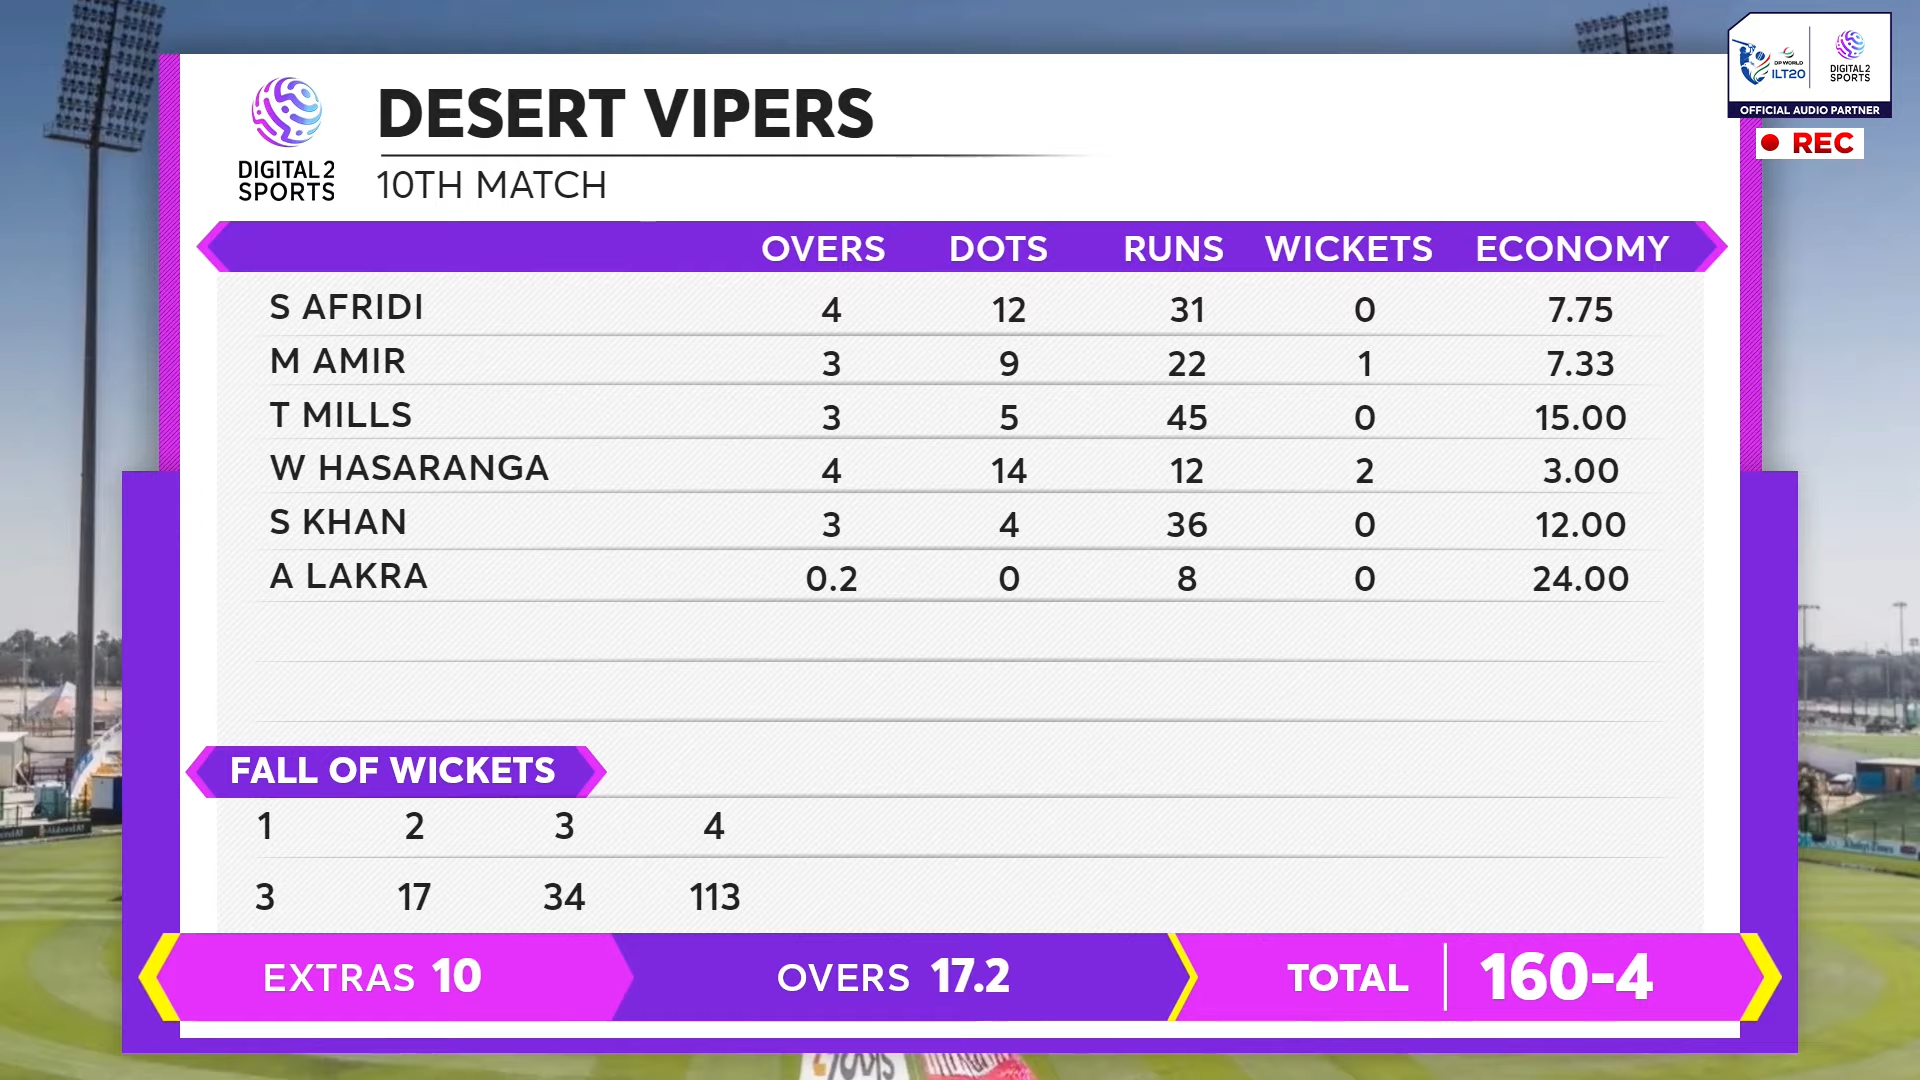 DP WORLD
ILT20
DIGITAL 2
SPORTS
OFFICIAL AUDIO PARTNER
REC
DIGITAL 2
SPORTS
DESERT VIPERS
10TH MATCH
OVERS DOTS RUNS WICKETS ECONOMY
S AFRIDI 4 12 31 0 7.75
M AMIR 3 9 22 1 7.33
T MILLS 3 5 45 0 15.00
W HASARANGA 4 14 12 2 3.00
S KHAN 3 4 36 0 12.00
A LAKRA 0.2 0 8 0 24.00
FALL OF WICKETS
1 2 3 4
3 17 34 113
EXTRAS 10 OVERS 17.2 TOTAL 160-4